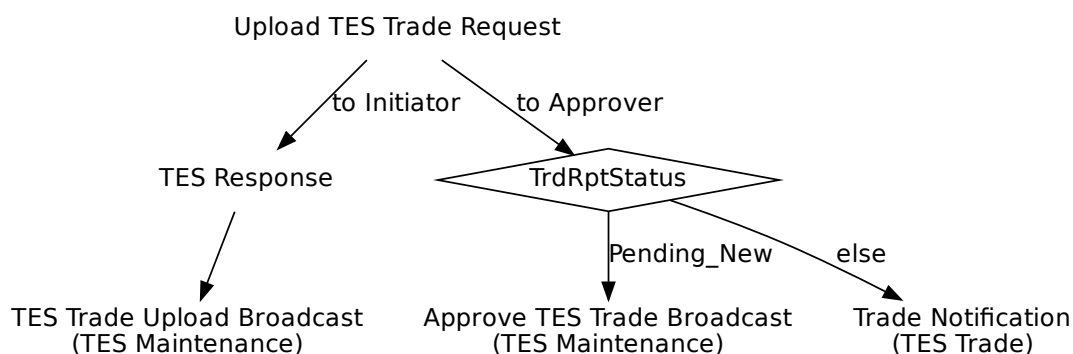 Upload TES Trade Request
to Initiator
to Approver
TES Response
TrdRptStatus
Pending_New
else
TES Trade Upload Broadcast
(TES Maintenance)
Approve TES Trade Broadcast
(TES Maintenance)
Trade Notification
(TES Trade)